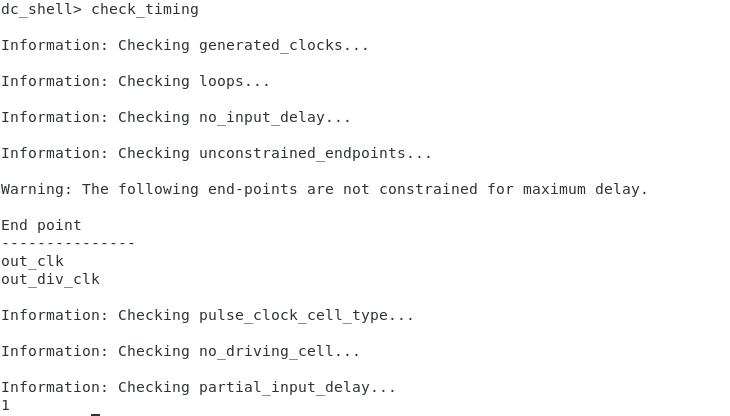 dc_shell> check_timing
Information: Checking generated_clocks...
Information: Checking loops...
Information: Checking no_input_delay...
Information: Checking unconstrained_endpoints...
Warning: The following end-points are not constrained for maximum delay.
End point
---------------
out_clk
out_div_clk
Information: Checking pulse_clock_cell_type...
Information: Checking no_driving_cell...
Information: Checking partial_input_delay...
1